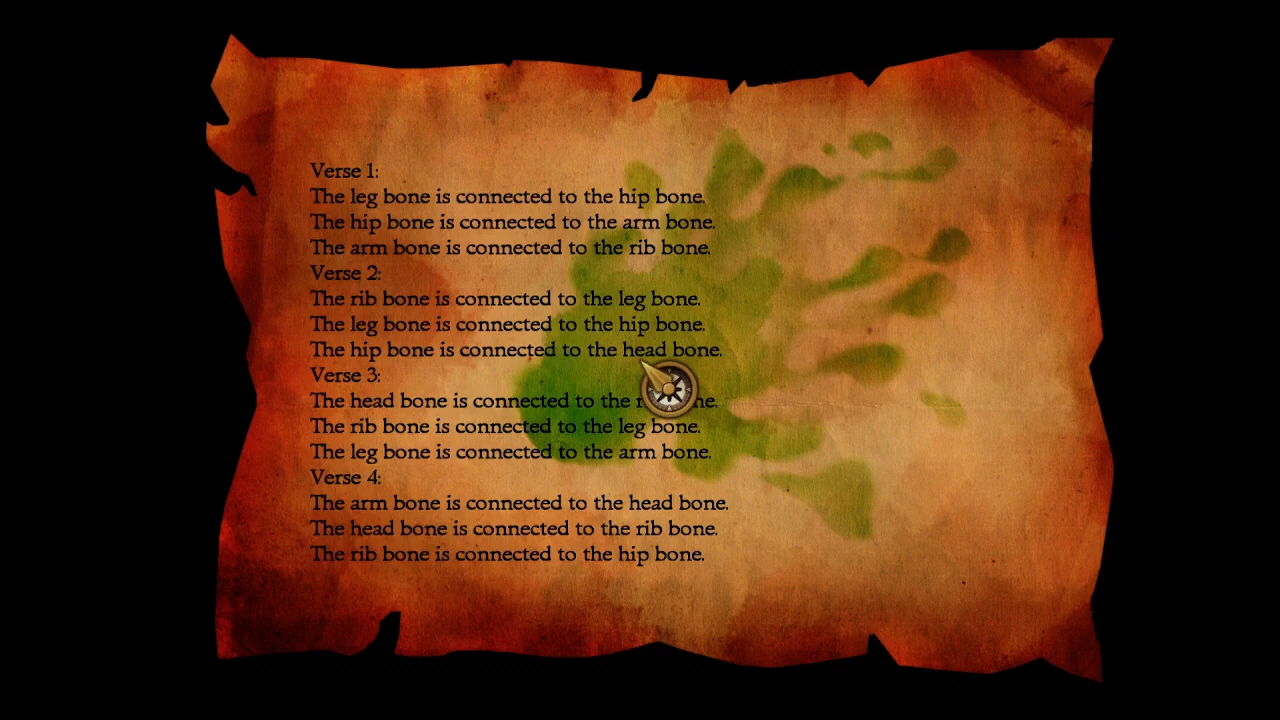 Verse 1:
The leg bone is connected to the hip bone.
The hip bone is connected to the arm bone.
The arm bone is connected to the rib bone.
Verse 2:
The rib bone is connected to the leg bone.
The leg bone is connected to the hip bone.
The hip bone is connected to the head bone.
Verse 3:
The head bone is connected to the
The rib bone is connected to the leg bone.
The leg bone is connected to the arm bone.
Verse 4:
The arm bone is connected to the head bone.
The head bone is connected to the rib bone.
The rib bone is connected to the hip bone.